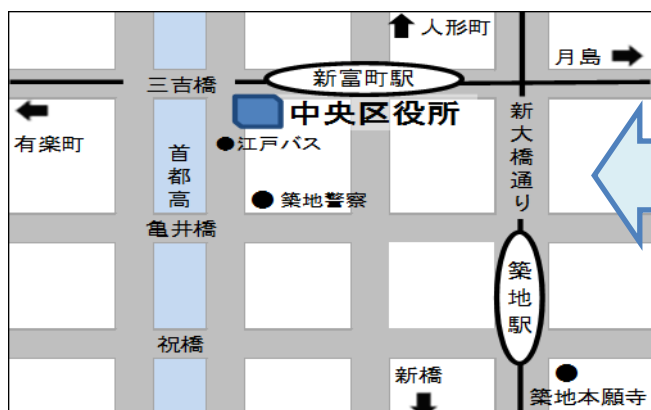 人形町
月島
新富町駅
三吉橋
中央区役所
有楽町
江戸バス
首都高
新大橋通り
築地警察
亀井橋
築地駅
祝橋
新橋
築地本願寺